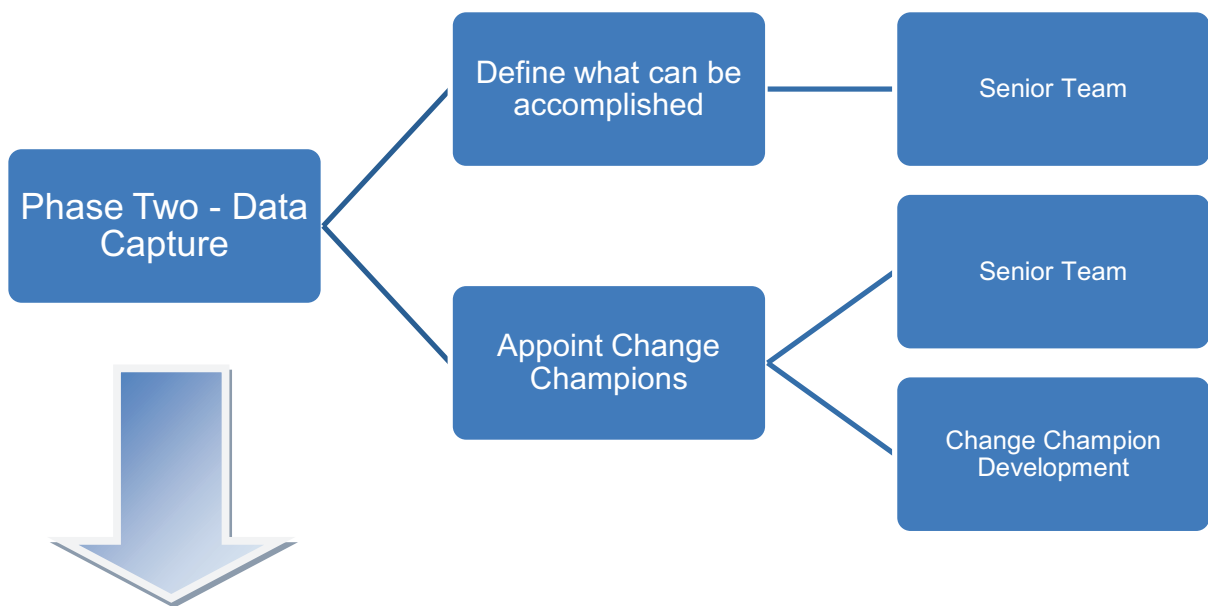 Define what can be
accomplished
Senior Team
Phase Two - Data
Capture
Senior Team
Appoint Change
Champions
Change Champion
Development